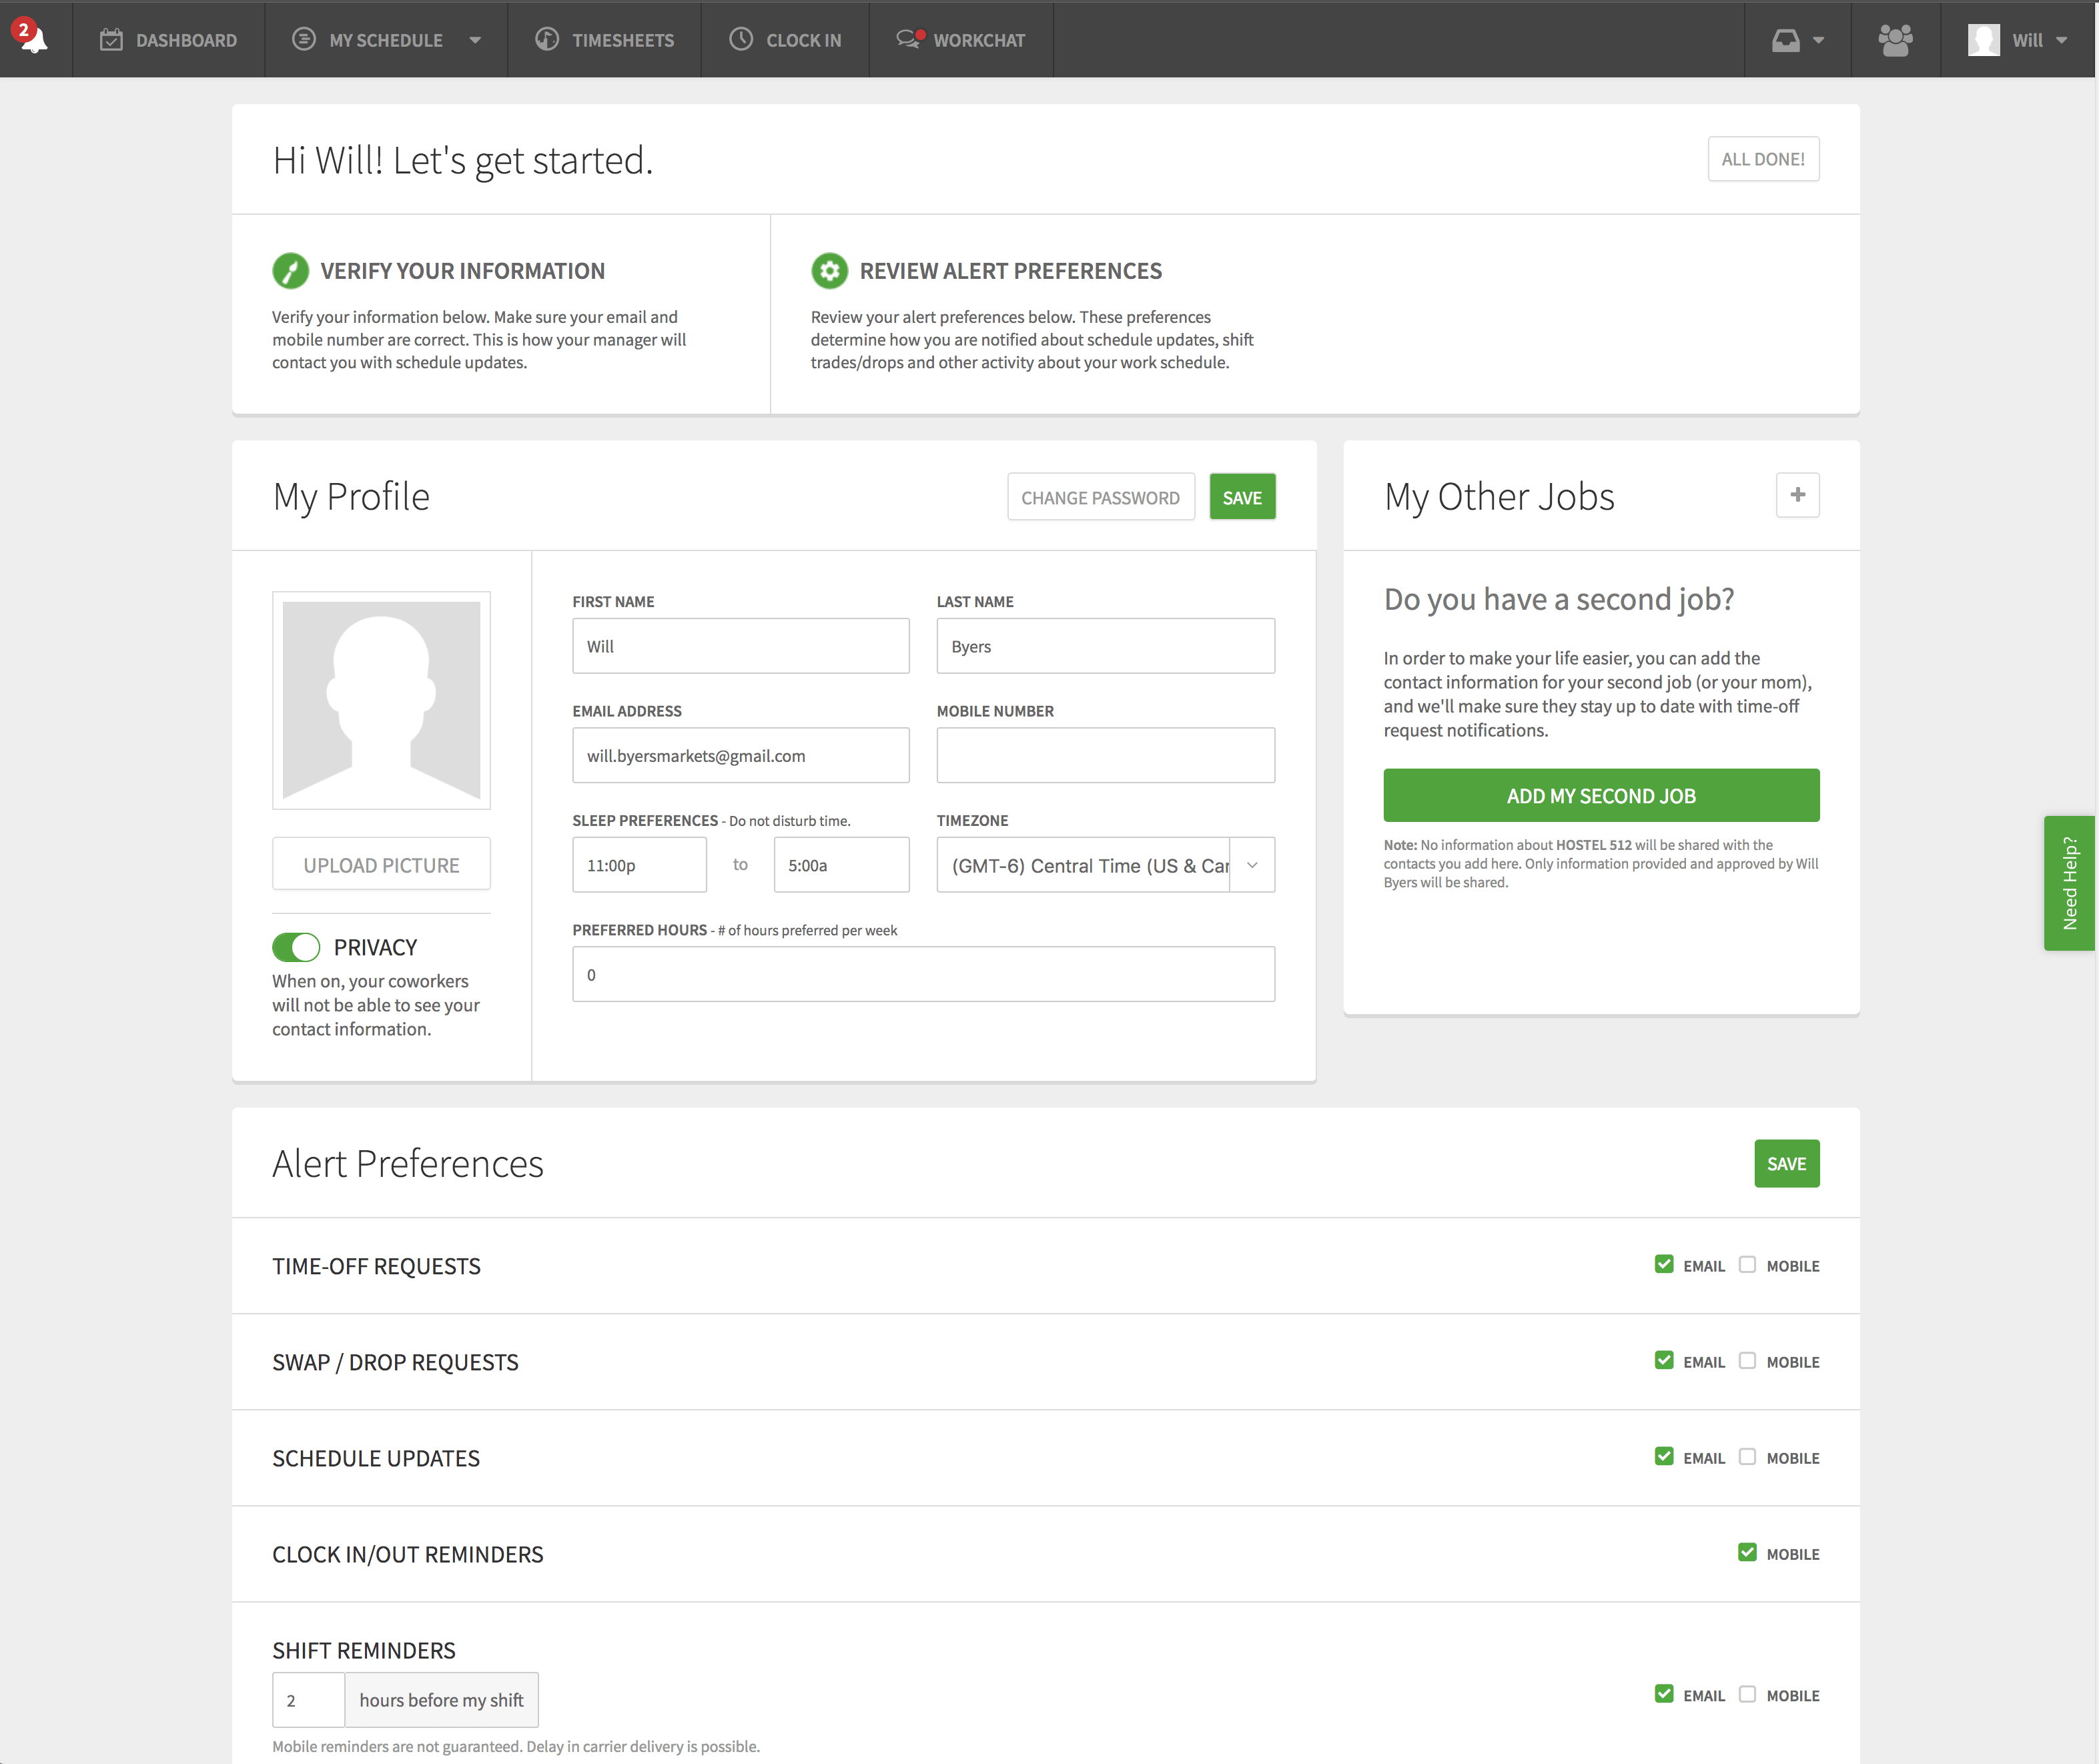 2
DASHBOARD
MY SCHEDULE
TIMESHEETS
CLOCK IN
WORKCHAT
Will
Hi Will! Let's get started.
ALL DONE!
VERIFY YOUR INFORMATION
Verify your information below. Make sure your email and
mobile number are correct. This is how your manager will
contact you with schedule updates.
REVIEW ALERT PREFERENCES
Review your alert preferences below. These preferences
determine how you are notified about schedule updates, shift
trades/drops and other activity about your work schedule.
My Profile
CHANGE PASSWORD
SAVE
UPLOAD PICTURE
PRIVACY
When on, your coworkers
will not be able to see your
contact information.
FIRST NAME
Will
LAST NAME
Byers
EMAIL ADDRESS
will.byersmarkets@gmail.com
MOBILE NUMBER
SLEEP PREFERENCES - Do not disturb time.
11:00p
to
5:00a
TIMEZONE
(GMT-6) Central Time (US & Car
PREFERRED HOURS - # of hours preferred per week
0
My Other Jobs
+
Do you have a second job?
In order to make your life easier, you can add the
contact information for your second job (or your mom),
and we'll make sure they stay up to date with time-off
request notifications.
ADD MY SECOND JOB
Note: No information about HOSTEL 512 will be shared with the
contacts you add here. Only information provided and approved by Will
Byers will be shared.
Need Help?
Alert Preferences
SAVE
TIME-OFF REQUESTS
EMAIL
MOBILE
SWAP / DROP REQUESTS
EMAIL
MOBILE
SCHEDULE UPDATES
EMAIL
MOBILE
CLOCK IN/OUT REMINDERS
MOBILE
SHIFT REMINDERS
2
hours before my shift
EMAIL
MOBILE
Mobile reminders are not guaranteed. Delay in carrier delivery is possible.